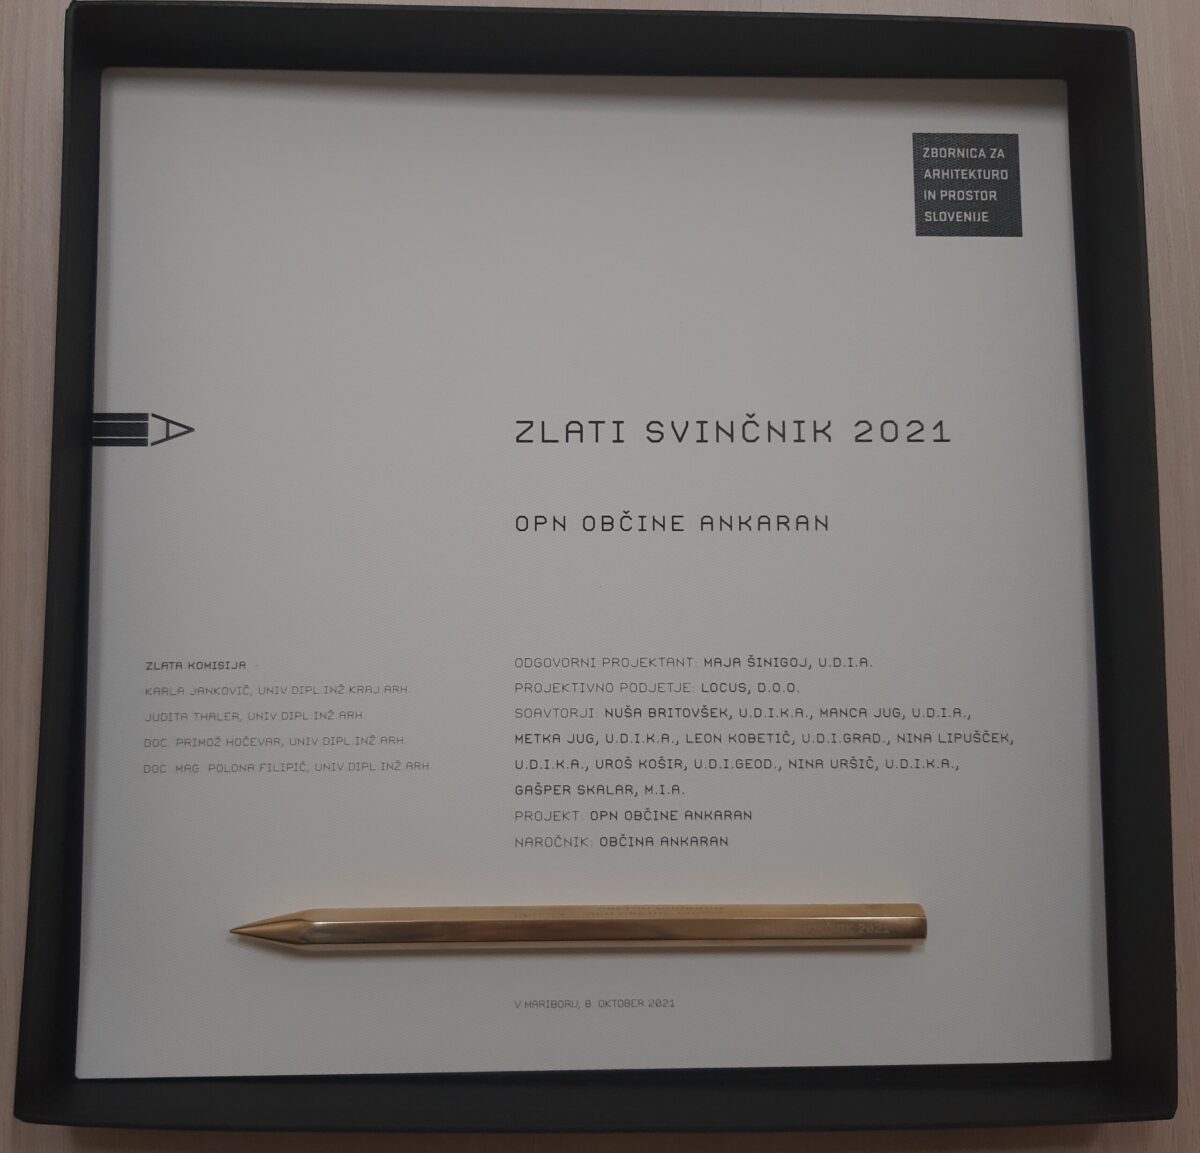 ZBORNICA ZA
ARHITEKTURO
IN PROSTOR
SLOVENIJE
ZLATI SVINČNIK 2021
OPN OBČINE ANKARAN
ZLATA KOMISIJA
KARLA JANKOVIČ, UNIV.DIPL.INŽ.KRAJ.ARH.
JUDITA THALER, UNIV.DIPL.INŽ.ARH.
DOC. PRIMOŽ HOČEVAR, UNIV.DIPL.INŽ.ARH.
DOC. MAG. POLONA FILIPIČ, UNIV.DIPL.INŽ.ARH.
ODGOVORNI PROJEKTANT: MAJA ŠINIGOJ, U.D.I.A.
PROJEKTIVNO PODJETJE: LOCUS, D.O.O.
SOAVTORJI: NUŠA BRITOVŠEK, U.D.I.K.A., MANCA JUG, U.D.I.A.,
METKA JUG, U.D.I.K.A., LEON KOBETIČ, U.D.I.GRAD., NINA LIPUŠČEK,
U.D.I.K.A., UROŠ KOŠIR, U.D.I.GEOD., NINA URŠIČ, U.D.I.K.A.,
GAŠPER SKALAR, M.I.A.
PROJEKT: OPN OBČINE ANKARAN
NAROČNIK: OBČINA ANKARAN
SVINČNIK 2021
V MARIBORU, 8. OKTOBER 2021